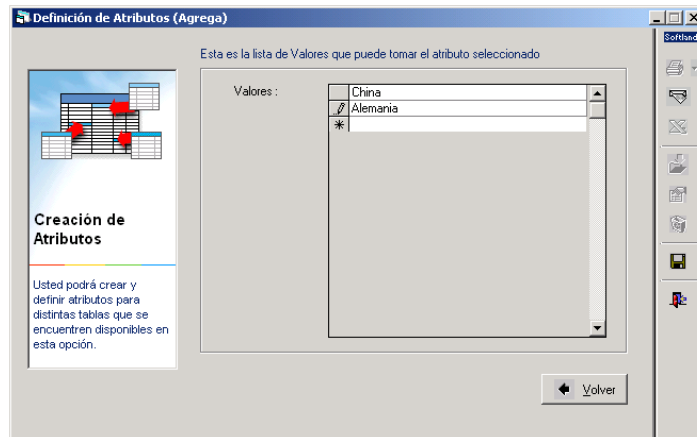 Definición de Atributos (Agrega)
Softland
Esta es la lista de Valores que puede tomar el atributo seleccionado
Valores :
China
Alemania
Creación de
Atributos
Usted podrá crear y
definir atributos para
distintas tablas que se
encuentren disponibles en
esta opción.
Volver